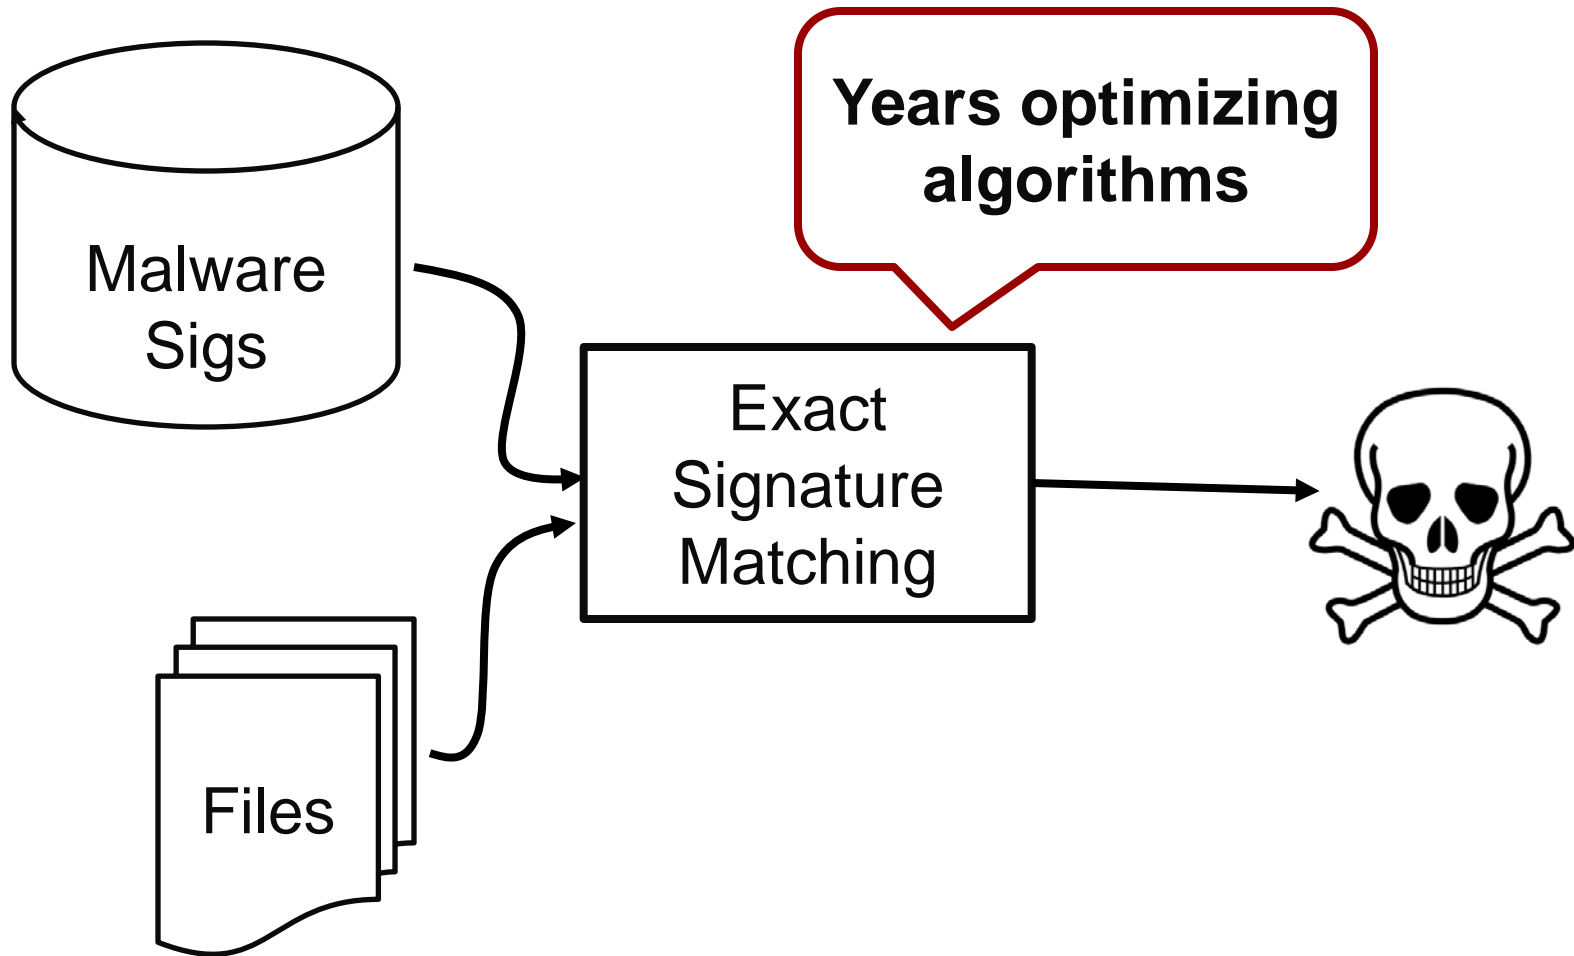 Years optimizing
algorithms
Malware
Sigs
Exact
Signature
Matching
Files